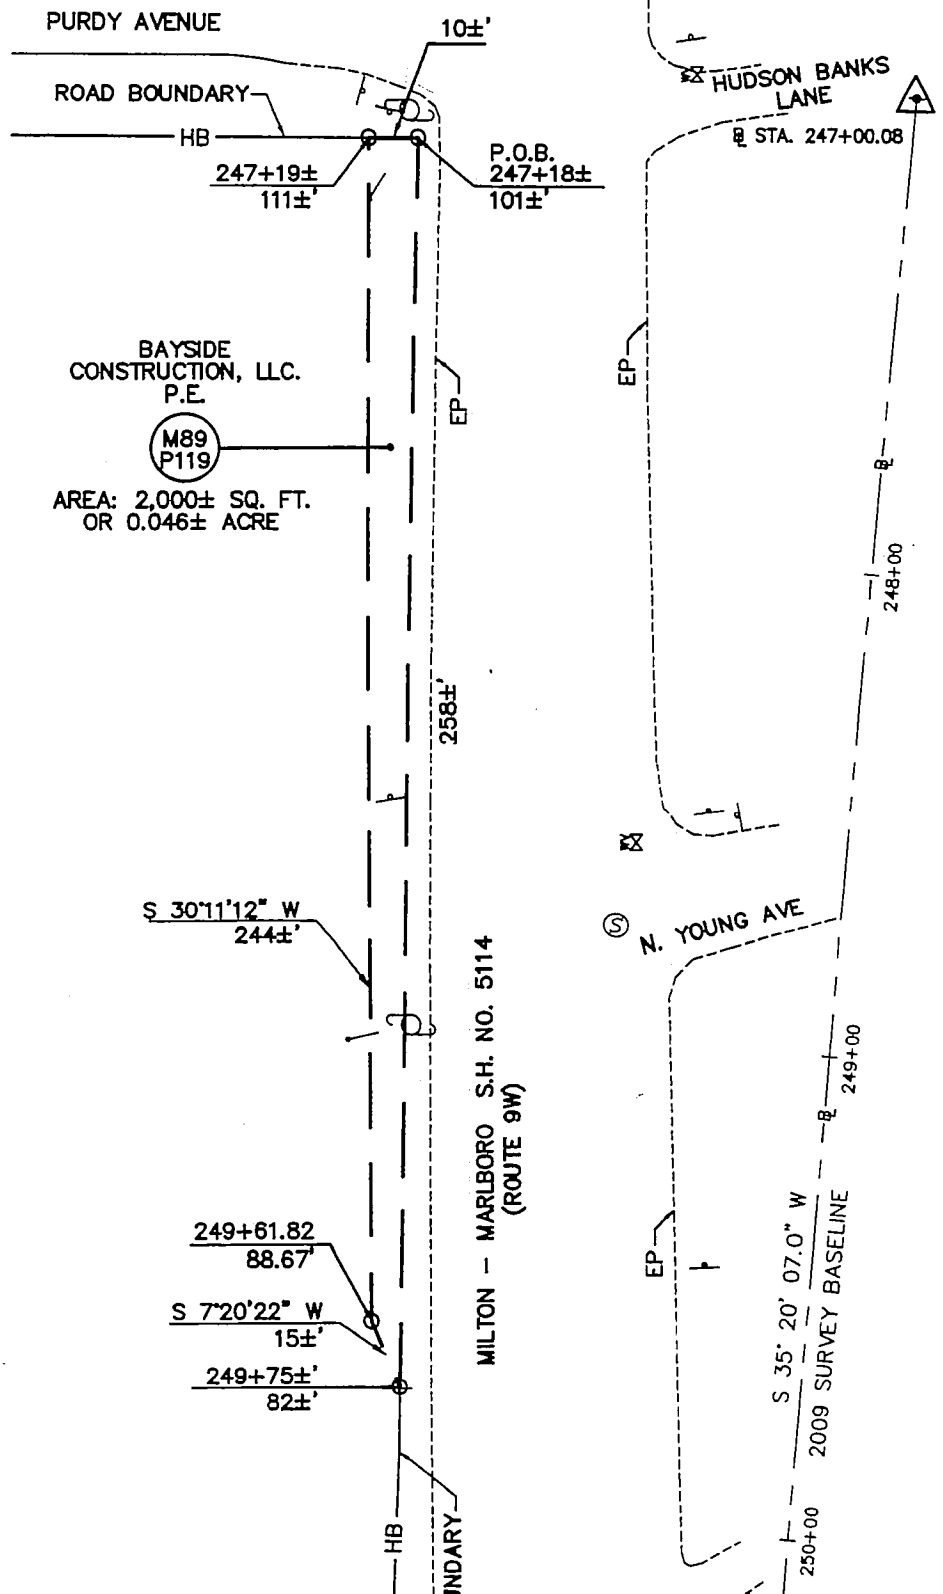 PURDY AVENUE
10±'
HUDSON BANKS
LANE
ROAD BOUNDARY
HB
STA. 247+00.08
P.O.B.
247+18±
101±'
247+19±
111±'
BAYSIDE
CONSTRUCTION, LLC.
P.E.
M89
P119
AREA: 2,000± SQ. FT.
OR 0.046± ACRE
EP
EP
248+00
258±'
S 30°11'12" W
244±'
S
N. YOUNG AVE
MILTON - MARLBORO S.H. NO. 5114
(ROUTE 9W)
249+00
249+61.82
88.67'
S 7°20'22" W
15±'
249+75±'
82±'
EP
S 35° 20' 07.0" W
2009 SURVEY BASELINE
250+00
HB
UNDARY